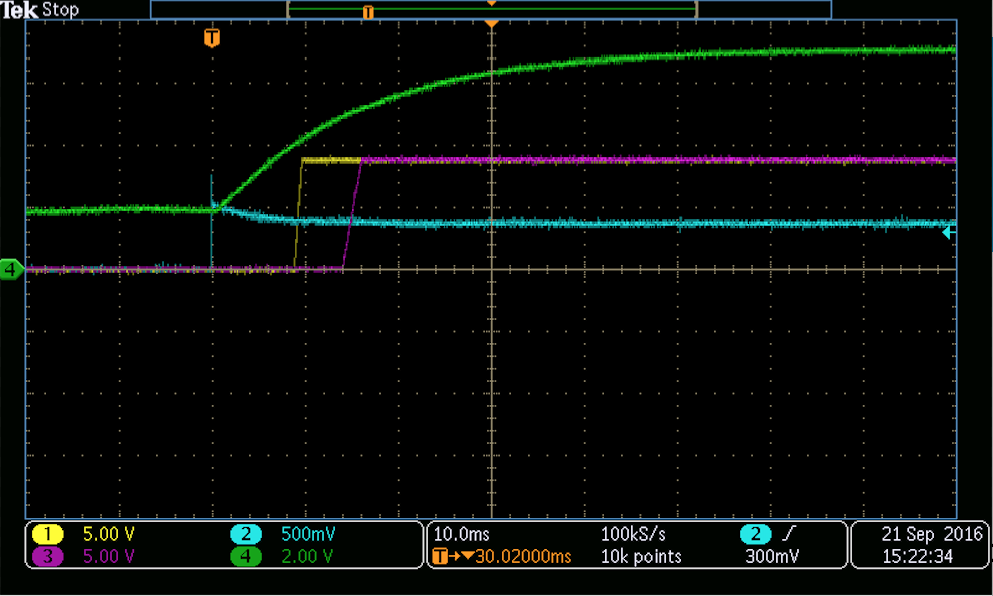 Tek Stop
T
T
4
1 5.00 V 2 500mV 10.0ms 100kS/s 2 21 Sep 2016
3 5.00 V 4 2.00 V T→▼30.02000ms 10k points 300mV 15:22:34